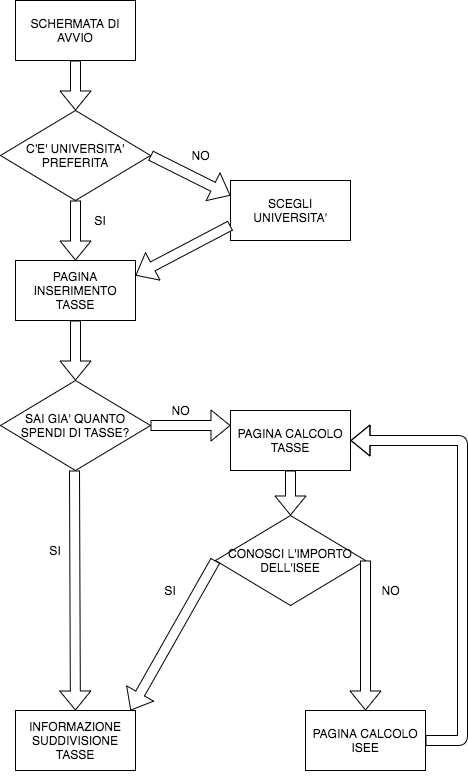 SCHERMATA DI
AVVIO
C'E' UNIVERSITA'
PREFERITA
NO
SI
SCEGLI
UNIVERSITA'
PAGINA
INSERIMENTO
TASSE
SAI GIA' QUANTO
SPENDI DI TASSE?
NO
PAGINA CALCOLO
TASSE
SI
CONOSCI L'IMPORTO
DELL'ISEE
SI
NO
INFORMAZIONE
SUDDIVISIONE
TASSE
PAGINA CALCOLO
ISEE